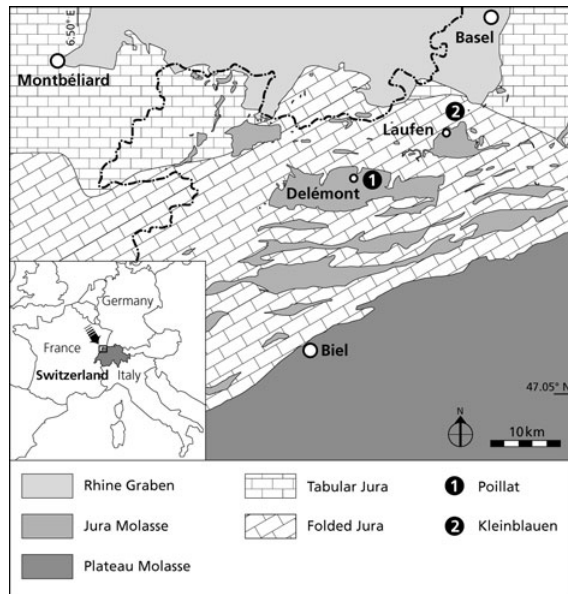 6.50° E
Basel
Montbéliard
2
Laufen
Delémont
1
Germany
France
Switzerland
Italy
Biel
47.05° N
N
10 km
Rhine Graben
Tabular Jura
1 Poillat
Jura Molasse
Folded Jura
2 Kleinblauen
Plateau Molasse